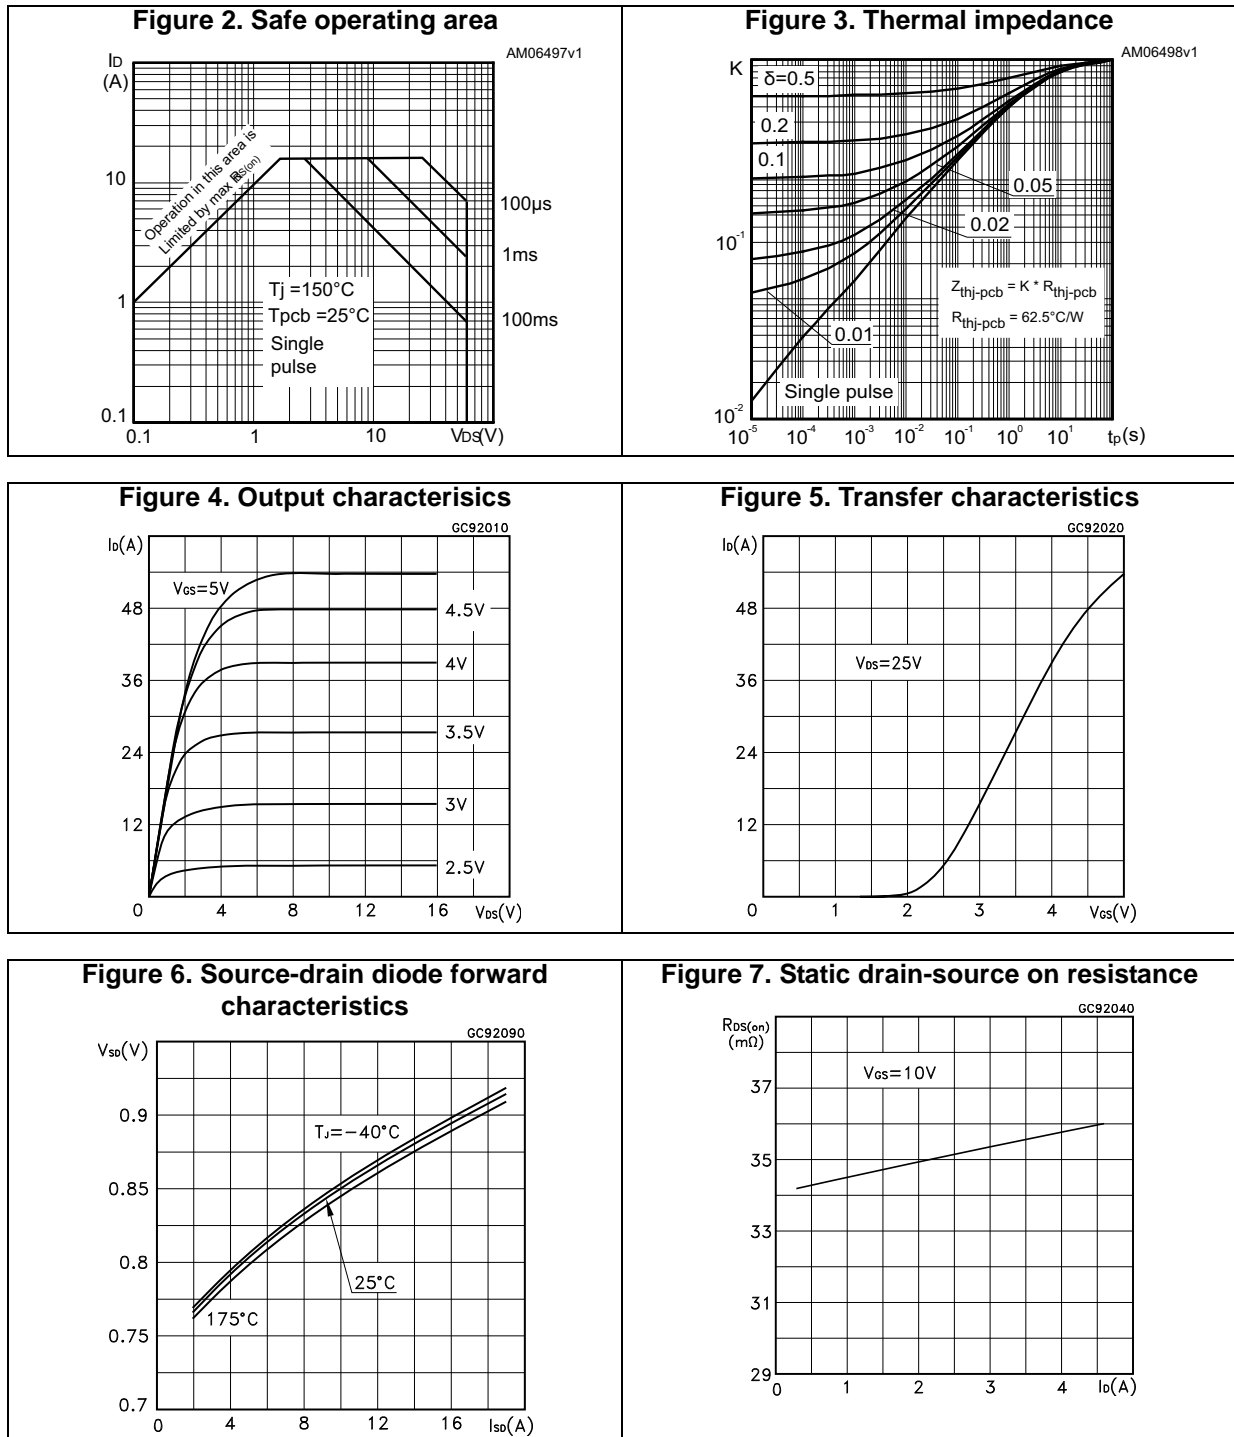 Figure 2. Safe operating area
AM06497v1
ID
(A)
Operation in this area is
Limited by max RDS(on)
10
1
0.1
100µs
1ms
100ms
Tj =150°C
Tpcb =25°C
Single
pulse
0.1
1
10
VDS(V)
Figure 3. Thermal impedance
AM06498v1
K
δ=0.5
0.2
0.1
0.05
0.02
0.01
10-1
10-2
Zthj-pcb = K * Rthj-pcb
Rthj-pcb = 62.5°C/W
Single pulse
10-5
10-4
10-3
10-2
10-1
100
101
tp(s)
Figure 4. Output characterisics
GC92010
ID(A)
VGS=5V
4.5V
4V
3.5V
3V
2.5V
48
36
24
12
0
4
8
12
16
VDS(V)
Figure 5. Transfer characteristics
GC92020
ID(A)
VDS=25V
48
36
24
12
0
1
2
3
4
VGS(V)
Figure 6. Source-drain diode forward
characteristics
GC92090
VSD(V)
TJ=-40°C
25°C
175°C
0.9
0.85
0.8
0.75
0.7
0
4
8
12
16
ISD(A)
Figure 7. Static drain-source on resistance
GC92040
RDS(on)
(mΩ)
VGS=10V
37
35
33
31
29
0
1
2
3
4
ID(A)